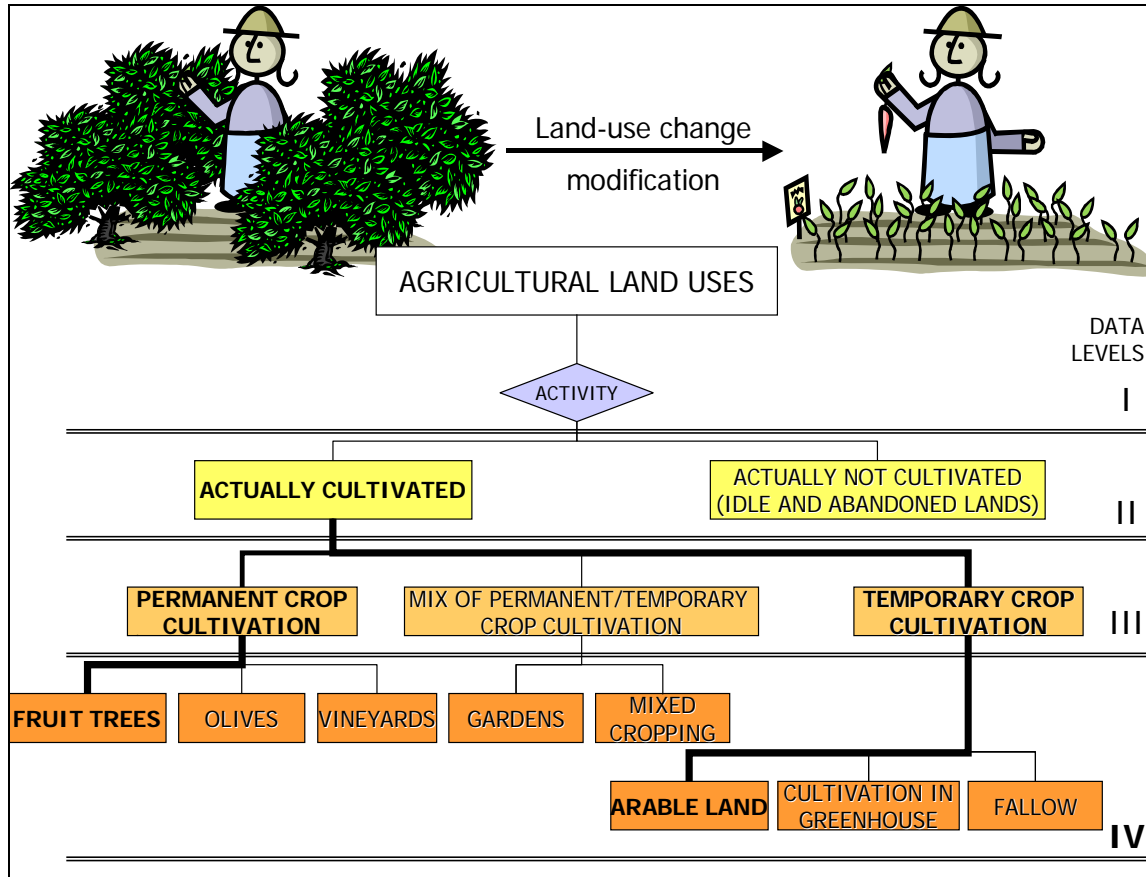 Land-use change
modification
AGRICULTURAL LAND USES
DATA
LEVELS
ACTIVITY
I
ACTUALLY CULTIVATED
ACTUALLY NOT CULTIVATED
(IDLE AND ABANDONED LANDS)
II
PERMANENT CROP
CULTIVATION
MIX OF PERMANENT/TEMPORARY
CROP CULTIVATION
TEMPORARY CROP
CULTIVATION
III
FRUIT TREES
OLIVES
VINEYARDS
GARDENS
MIXED
CROPPING
ARABLE LAND
CULTIVATION IN
GREENHOUSE
FALLOW
IV